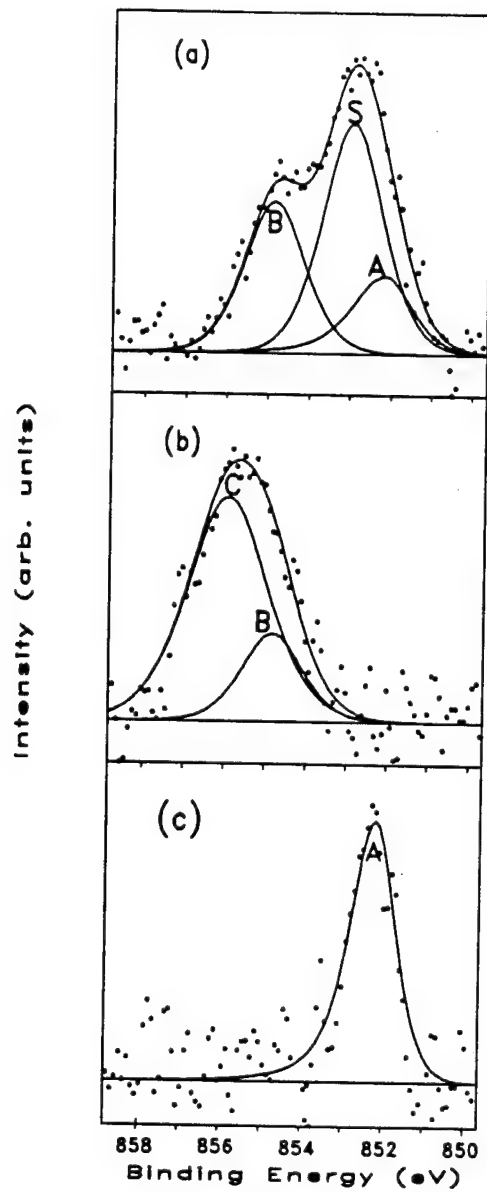 (a)
S
B
A
(b)
C
B
(c)
A
Intensity (arb. units)
858 856 854 852 850
Binding Energy (eV)